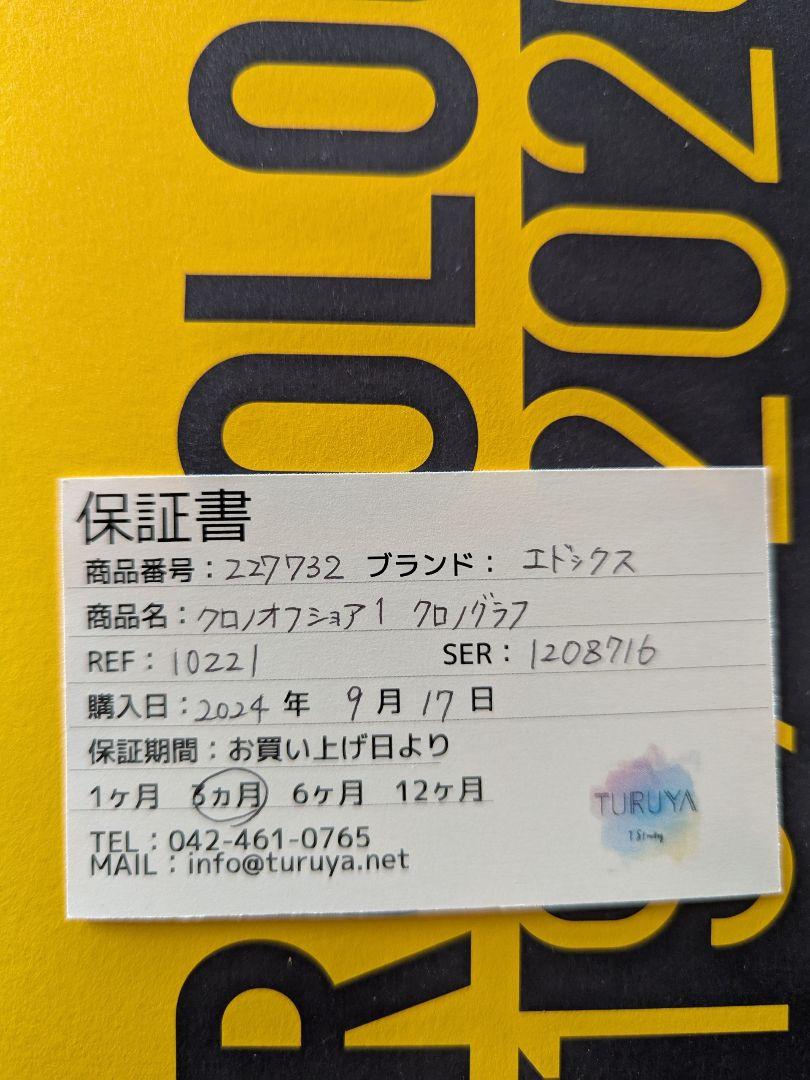 保証書
商品番号：227732 ブランド： エドックス
商品名：クロノオフショア1 クロノグラフ
REF：10221 SER：1208716
購入日：2024 年 9 月 17 日
保証期間：お買い上げ日より
1ヶ月 3ヵ月 6ヶ月 12ヶ月
TEL：042-461-0765
MAIL：info@turuya.net
TURUYA